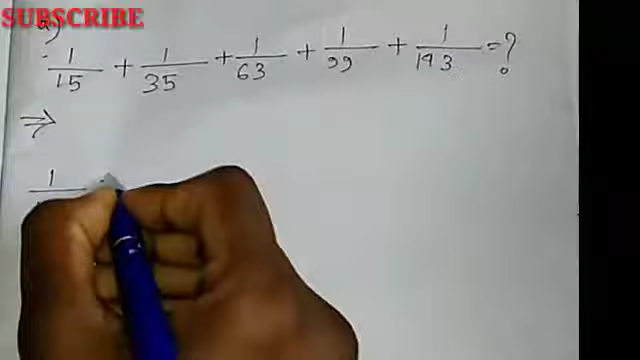 SUBSCRIBE
a)
1/15 + 1/35 + 1/63 + 1/99 + 1/143 = ?
⇒
1